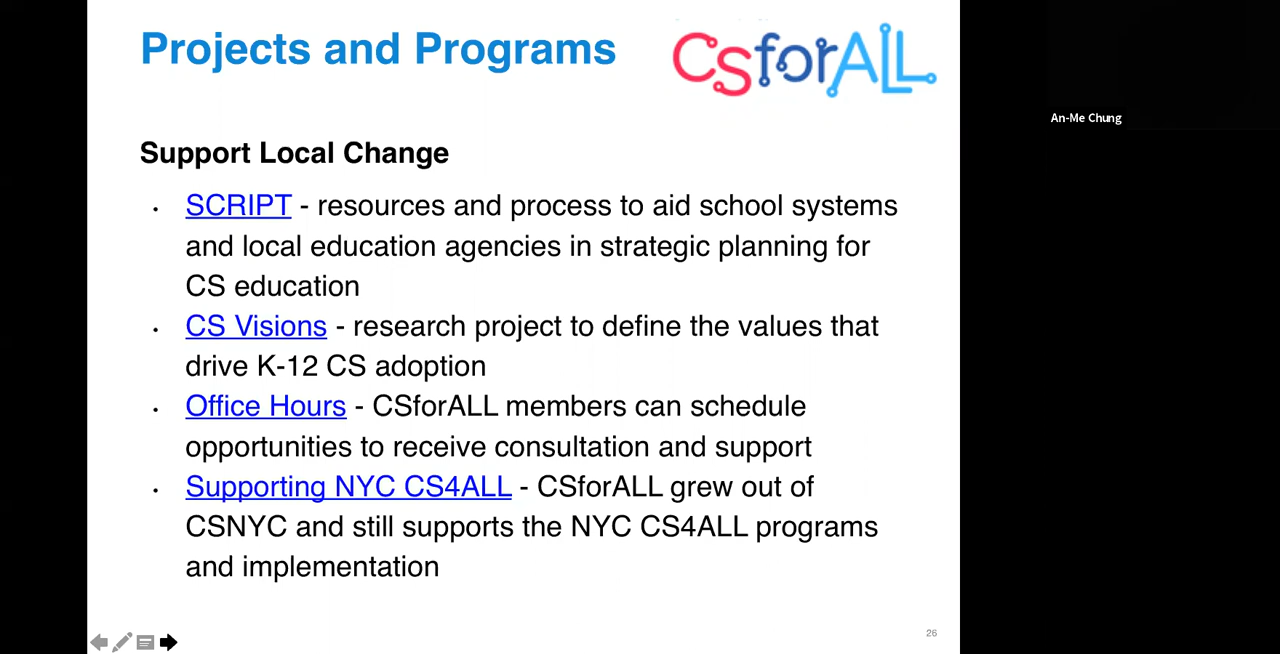 Projects and Programs
CSforALL
An-Me Chung
Support Local Change
• SCRIPT - resources and process to aid school systems
and local education agencies in strategic planning for
CS education
• CS Visions - research project to define the values that
drive K-12 CS adoption
• Office Hours - CSforALL members can schedule
opportunities to receive consultation and support
• Supporting NYC CS4ALL - CSforALL grew out of
CSNYC and still supports the NYC CS4ALL programs
and implementation
26